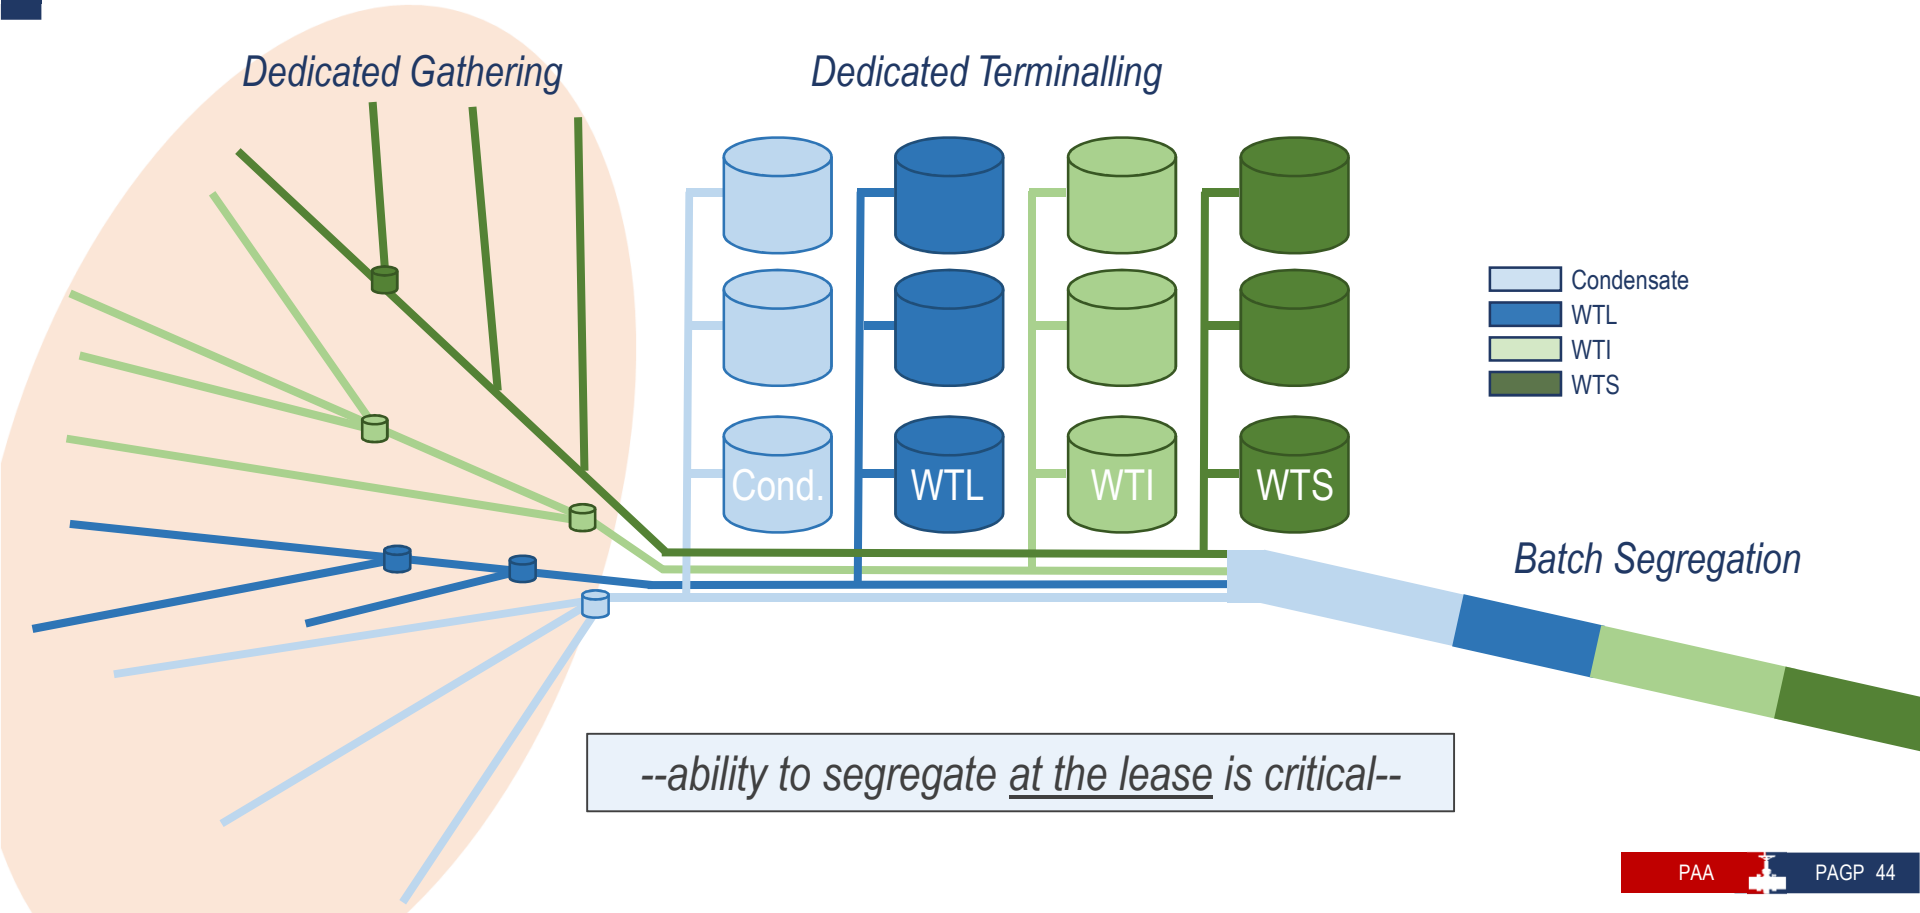 Dedicated Gathering
Dedicated Terminalling
Condensate
WTL
WTI
WTS
Cond.
WTL
WTI
WTS
Batch Segregation
--ability to segregate at the lease is critical--
PAA
PAGP 44